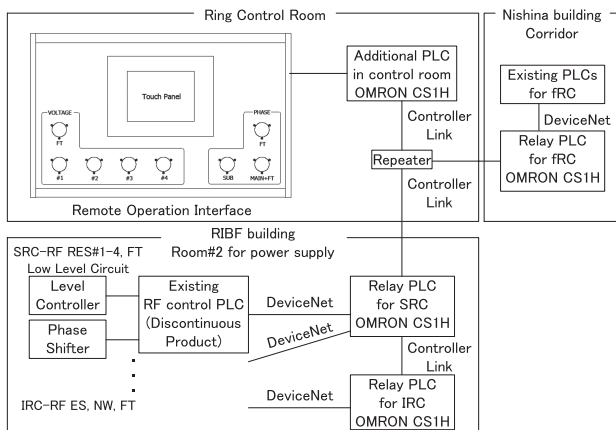 Ring Control Room
Touch Panel
VOLTAGE
FT
#1
#2
#3
#4
PHASE
FT
SUB
MAIN+FT
Remote Operation Interface
Additional PLC
in control room
OMRON CS1H
Controller
Link
Repeater
Controller
Link
Nishina building
Corridor
Existing PLCs
for fRC
DeviceNet
Relay PLC
for fRC
OMRON CS1H
RIBF building
Room#2 for power supply
SRC-RF RES#1-4, FT
Low Level Circuit
Level
Controller
Phase
Shifter
Existing
RF control PLC
(Discontinuous
Product)
DeviceNet
DeviceNet
Relay PLC
for SRC
OMRON CS1H
Controller
Link
IRC-RF ES, NW, FT
DeviceNet
Relay PLC
for IRC
OMRON CS1H